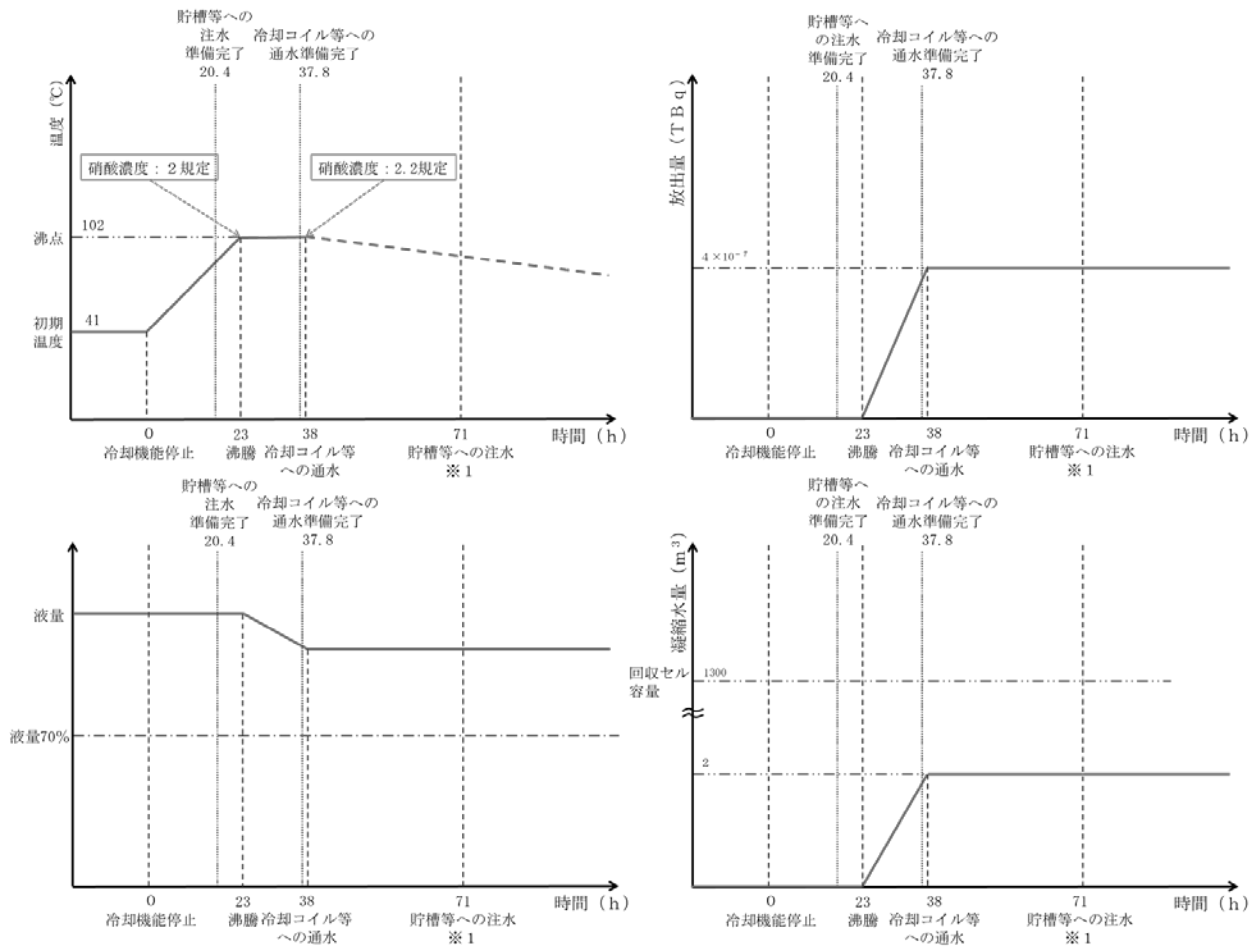 貯槽等への
注水
準備完了
20.4
冷却コイル等への
通水準備完了
37.8
温度(℃)
硝酸濃度：2規定
硝酸濃度：2.2規定
沸点
102
初期
温度
41
0
冷却機能停止
23
沸騰
38
冷却コイル等
への通水
71
貯槽等への注水
※1
時間(h)
貯槽等へ
の注水
準備完了
20.4
冷却コイル等への
通水準備完了
37.8
放出量(TBq)
4×10⁻⁷
0
冷却機能停止
23
沸騰
38
冷却コイル等
への通水
71
貯槽等への注水
※1
時間(h)
貯槽等への
注水
準備完了
20.4
冷却コイル等への
通水準備完了
37.8
液量
液量70%
0
冷却機能停止
23
沸騰
38
冷却コイル等
への通水
71
貯槽等への注水
※1
時間(h)
貯槽等へ
の注水
準備完了
20.4
冷却コイル等への
通水準備完了
37.8
凝縮水量(m³)
回収セル
容量
1300
2
0
冷却機能停止
23
沸騰
38
冷却コイル等
への通水
71
貯槽等への注水
※1
時間(h)